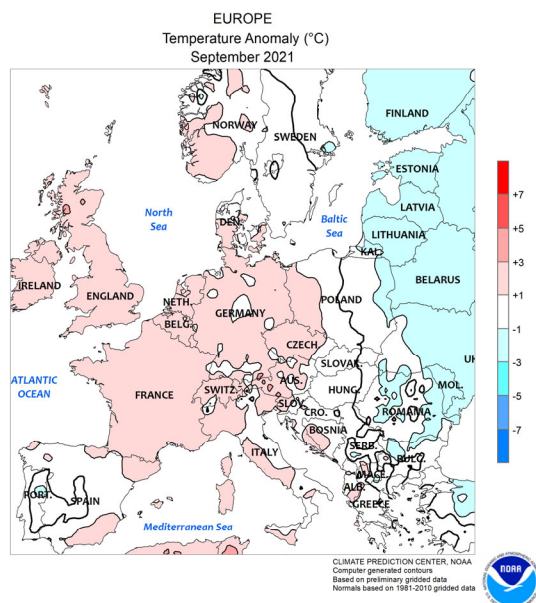 EUROPE
Temperature Anomaly (°C)
September 2021
FINLAND
NORWAY
SWEDEN
ESTONIA
+7
LATVIA
North
Sea
Baltic
Sea
DEN.
LITHUANIA
+5
KAL.
+3
IRELAND
ENGLAND
NETH.
POLAND
BELARUS
+1
BELG.
GERMANY
-1
CZECH.
SLOVAK.
UK
-3
ATLANTIC
OCEAN
FRANCE
SWITZ.
AUS.
HUNG.
MOL.
-5
SLOV.
CRO.
ROMANIA
BOSNIA
-7
SERB.
ITALY
BULG.
MACE.
PORT.
SPAIN
ALB.
GREECE
Mediterranean Sea
CLIMATE PREDICTION CENTER, NOAA
Computer generated contours
Based on preliminary gridded data
Normals based on 1981-2010 gridded data
NOAA